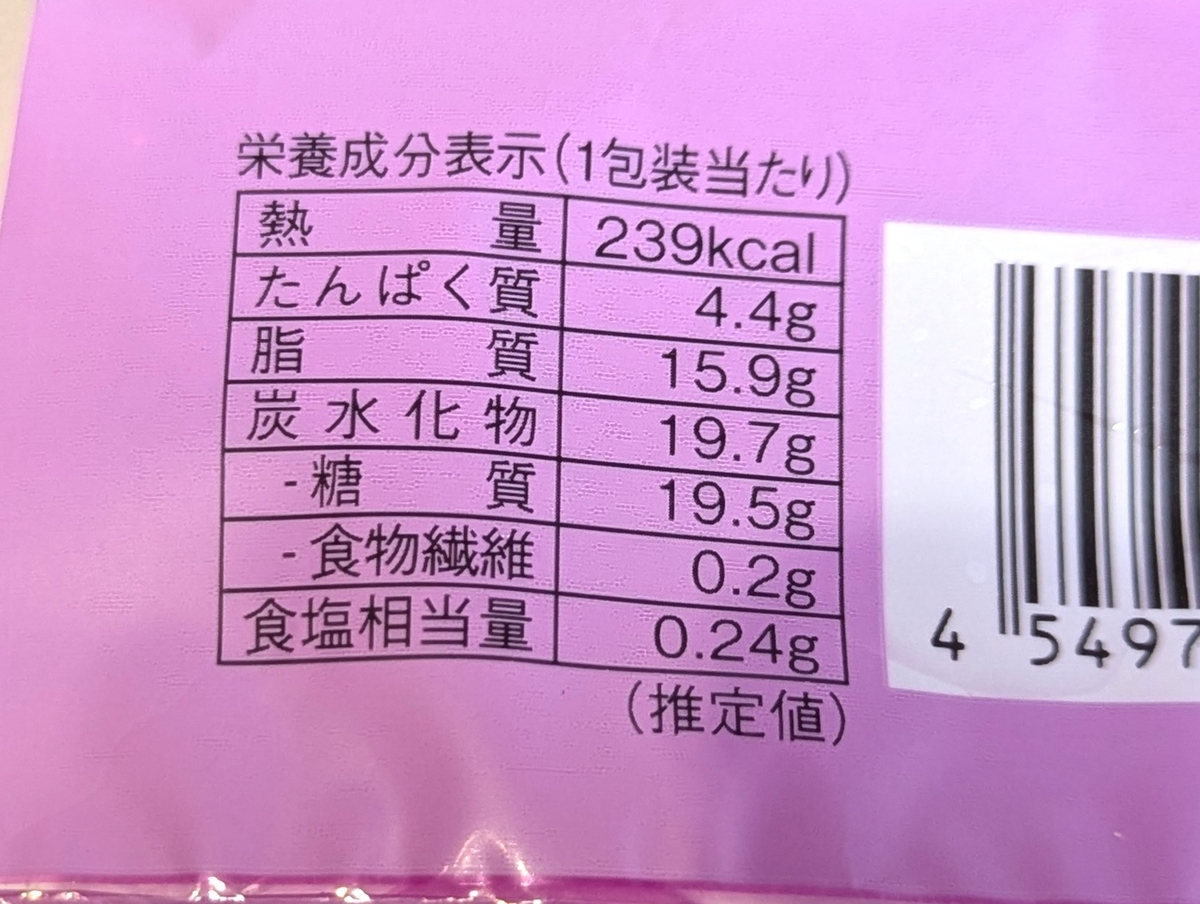 栄養成分表示(1包装当たり)
熱量 239kcal
たんぱく質 4.4g
脂質 15.9g
炭水化物 19.7g
-糖質 19.5g
-食物繊維 0.2g
食塩相当量 0.24g
(推定値)
4 5497